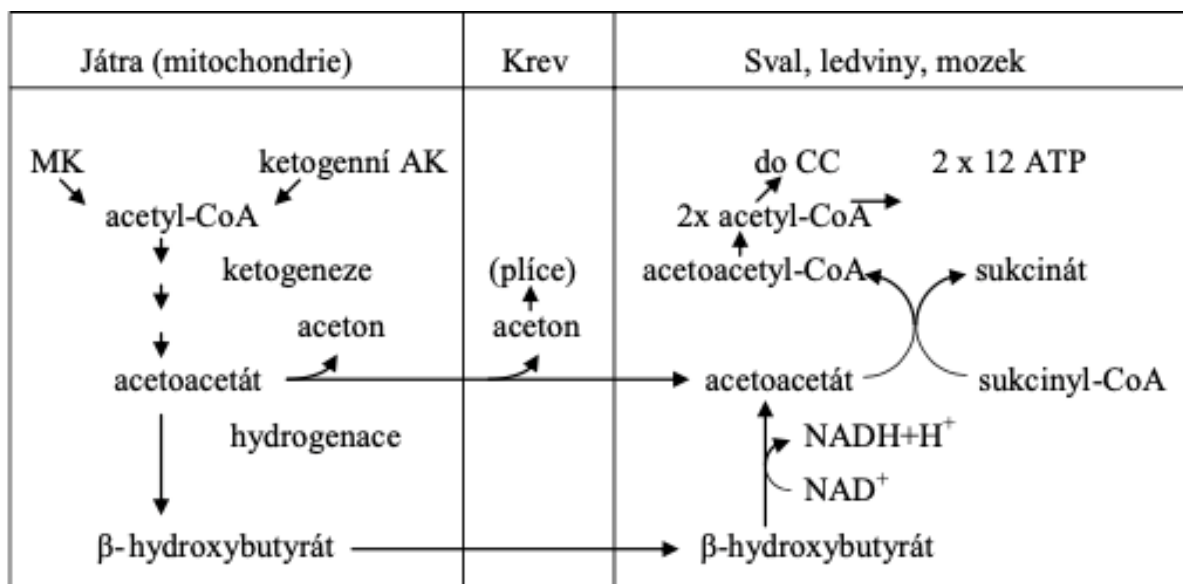 Játra (mitochondrie) Krev Sval, ledviny, mozek
MK ketogenní AK do CC 2 x 12 ATP
acetyl-CoA 2x acetyl-CoA
ketogeneze (plíce) acetoacetyl-CoA sukcinát
aceton aceton
acetoacetát acetoacetát sukcinyl-CoA
hydrogenace NADH+H⁺
NAD⁺
β-hydroxybutyrát β-hydroxybutyrát